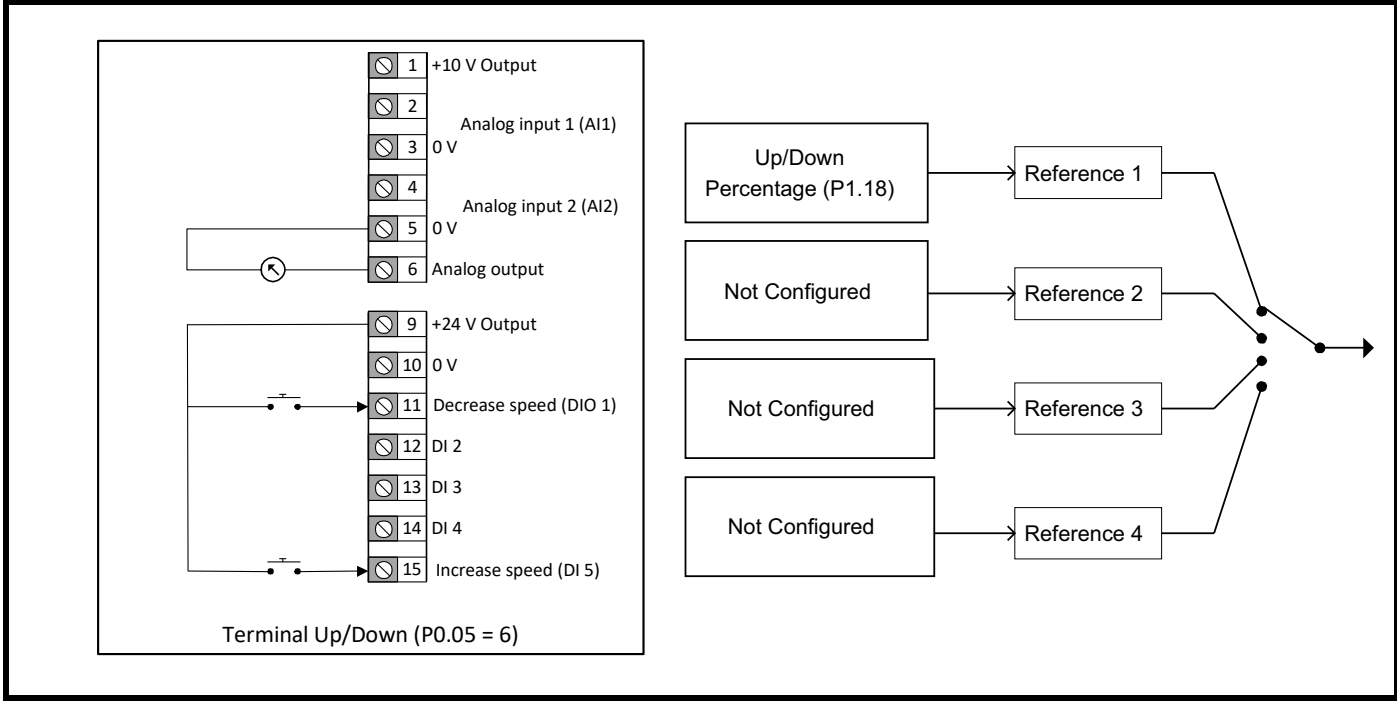 1 +10 V Output
2
Analog input 1 (AI1)
3 0 V
4
Analog input 2 (AI2)
5 0 V
6 Analog output
9 +24 V Output
10 0 V
11 Decrease speed (DIO 1)
12 DI 2
13 DI 3
14 DI 4
15 Increase speed (DI 5)
Terminal Up/Down (P0.05 = 6)
Up/Down
Percentage (P1.18)
Reference 1
Not Configured
Reference 2
Not Configured
Reference 3
Not Configured
Reference 4